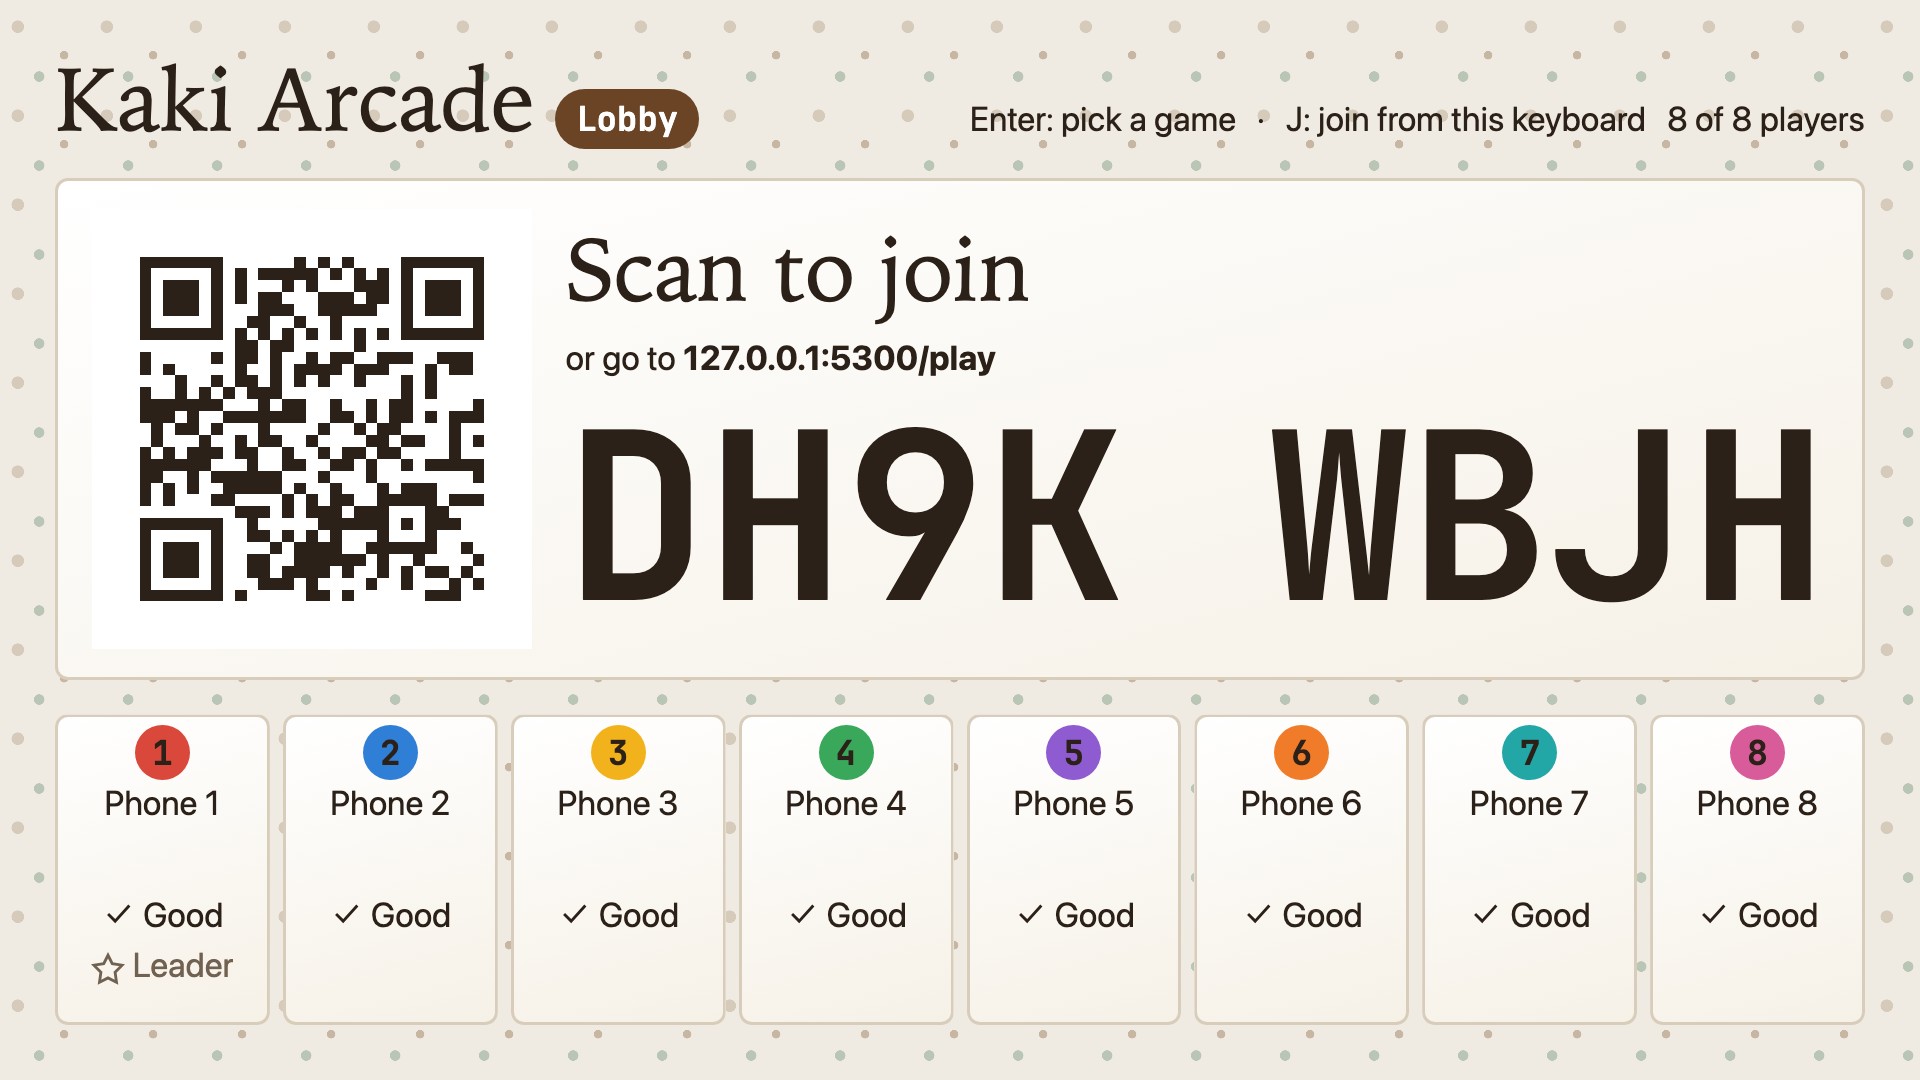 Kaki Arcade Lobby
Enter: pick a game · J: join from this keyboard 8 of 8 players
Scan to join
or go to 127.0.0.1:5300/play
DH9K WBJH
1
Phone 1
✓ Good
☆ Leader
2
Phone 2
✓ Good
3
Phone 3
✓ Good
4
Phone 4
✓ Good
5
Phone 5
✓ Good
6
Phone 6
✓ Good
7
Phone 7
✓ Good
8
Phone 8
✓ Good